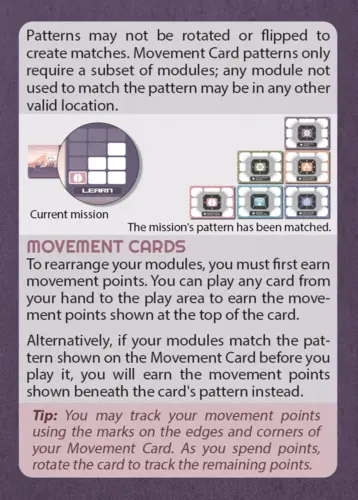 Patterns may not be rotated or flipped to
create matches. Movement Card patterns only
require a subset of modules; any module not
used to match the pattern may be in any other
valid location.
LEARN
Current mission
The mission's pattern has been matched.
MOVEMENT CARDS
To rearrange your modules, you must first earn
movement points. You can play any card from
your hand to the play area to earn the move-
ment points shown at the top of the card.
Alternatively, if your modules match the pat-
tern shown on the Movement Card before you
play it, you will earn the movement points
shown beneath the card's pattern instead.
Tip: You may track your movement points
using the marks on the edges and corners of
your Movement Card. As you spend points,
rotate the card to track the remaining points.